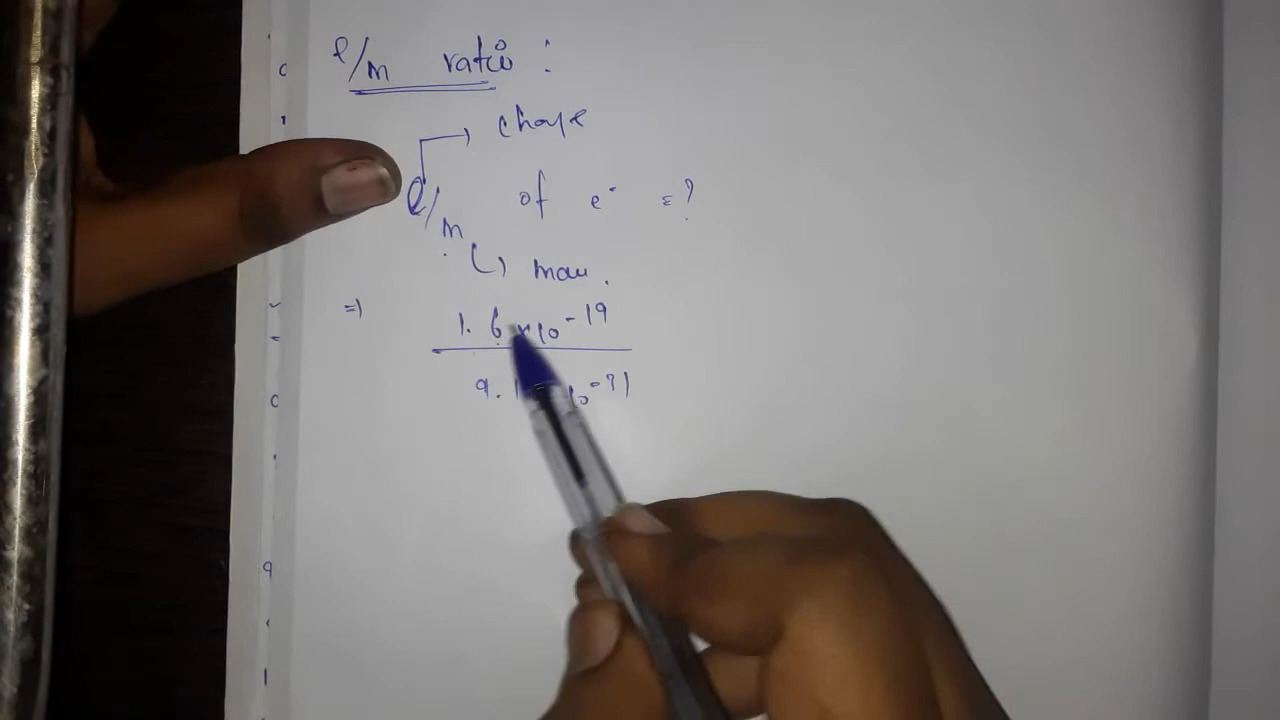 e/m ratio :
charge
e/m of e⁻ = ?
mass.
⇒ 1.6×10⁻¹⁹
9.1 10⁻³¹